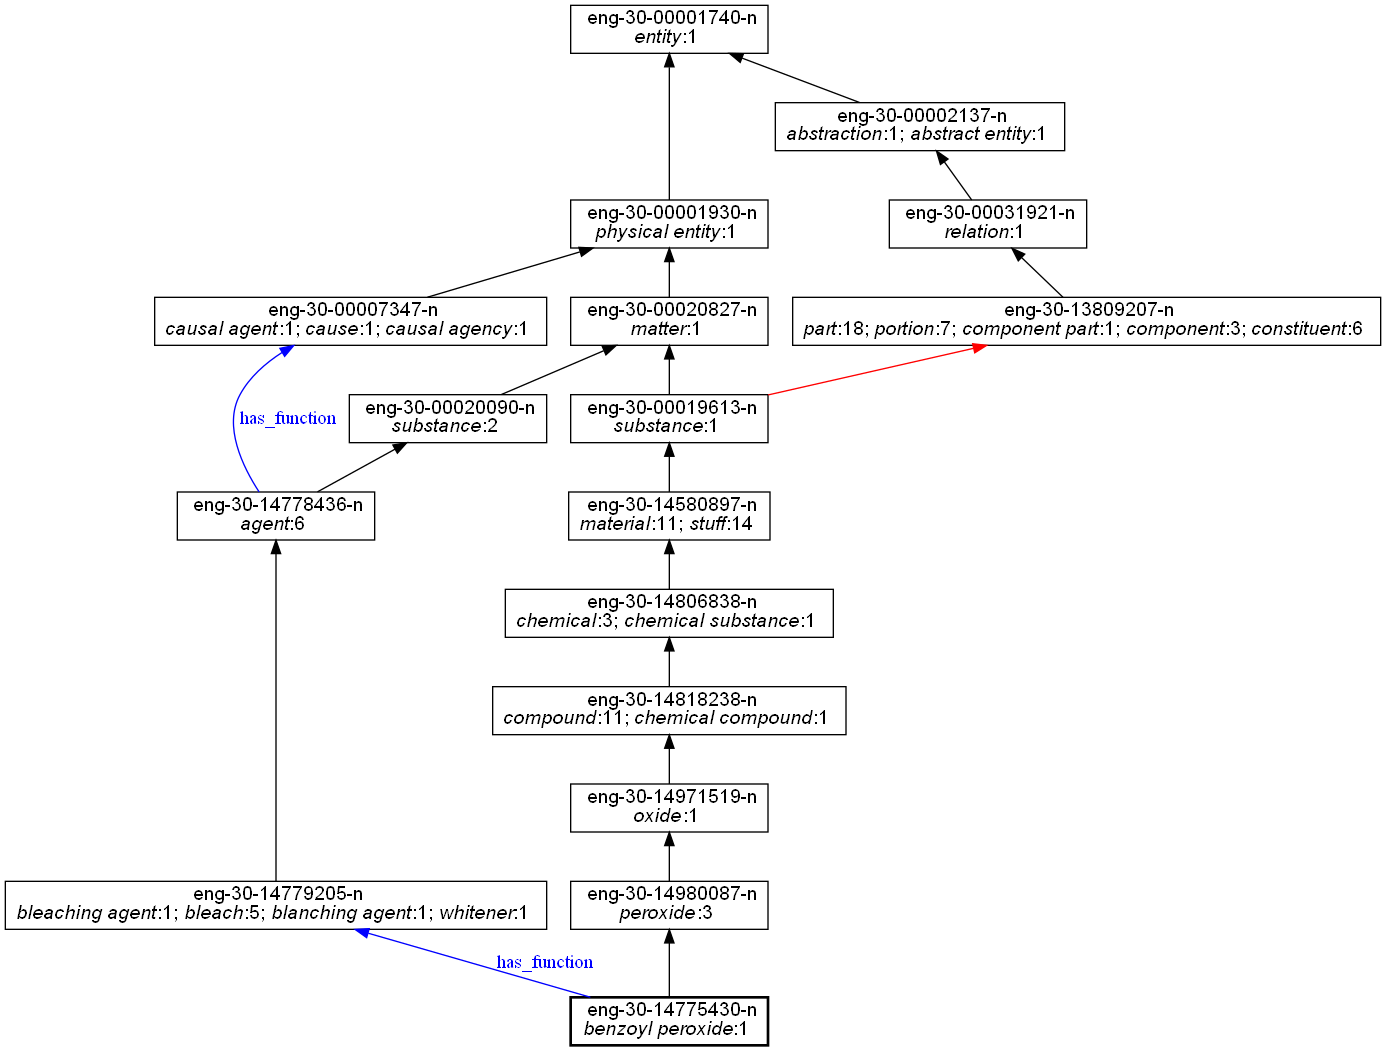 eng-30-00001740-n
entity:1
eng-30-00002137-n
abstraction:1; abstract entity:1
eng-30-00001930-n
physical entity:1
eng-30-00031921-n
relation:1
eng-30-00007347-n
causal agent:1; cause:1; causal agency:1
eng-30-00020827-n
matter:1
eng-30-13809207-n
part:18; portion:7; component part:1; component:3; constituent:6
has_function
eng-30-00020090-n
substance:2
eng-30-00019613-n
substance:1
eng-30-14778436-n
agent:6
eng-30-14580897-n
material:11; stuff:14
eng-30-14806838-n
chemical:3; chemical substance:1
eng-30-14818238-n
compound:11; chemical compound:1
eng-30-14971519-n
oxide:1
eng-30-14779205-n
bleaching agent:1; bleach:5; blanching agent:1; whitener:1
eng-30-14980087-n
peroxide:3
has_function
eng-30-14775430-n
benzoyl peroxide:1